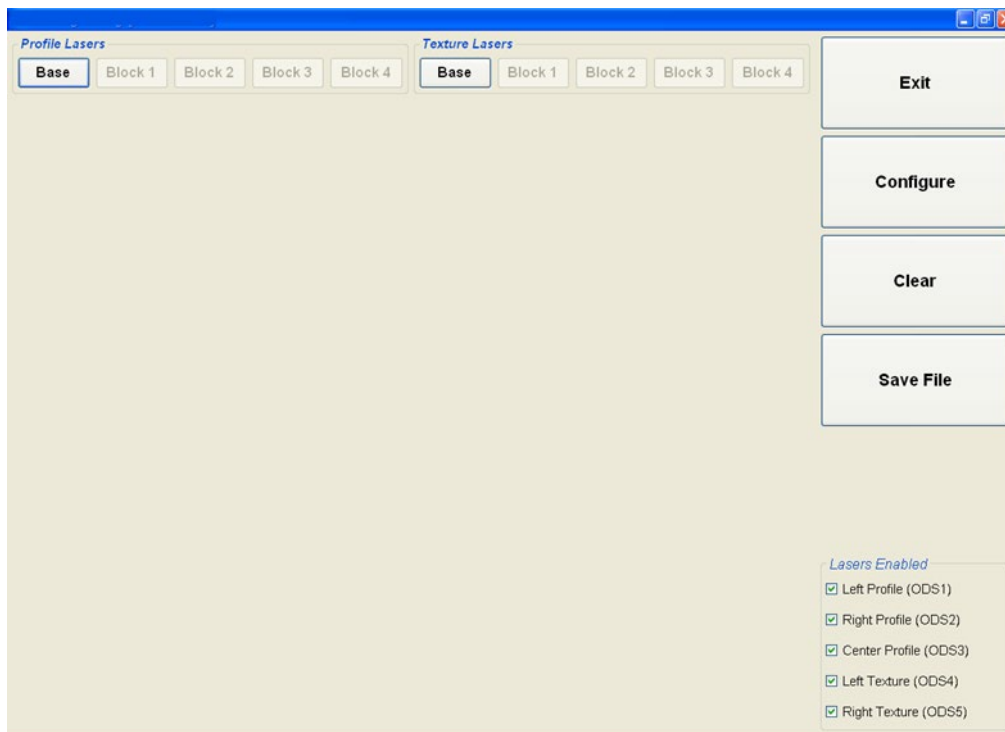 Profile Lasers
Base Block 1 Block 2 Block 3 Block 4
Texture Lasers
Base Block 1 Block 2 Block 3 Block 4
Exit
Configure
Clear
Save File
Lasers Enabled
Left Profile (ODS1)
Right Profile (ODS2)
Center Profile (ODS3)
Left Texture (ODS4)
Right Texture (ODS5)